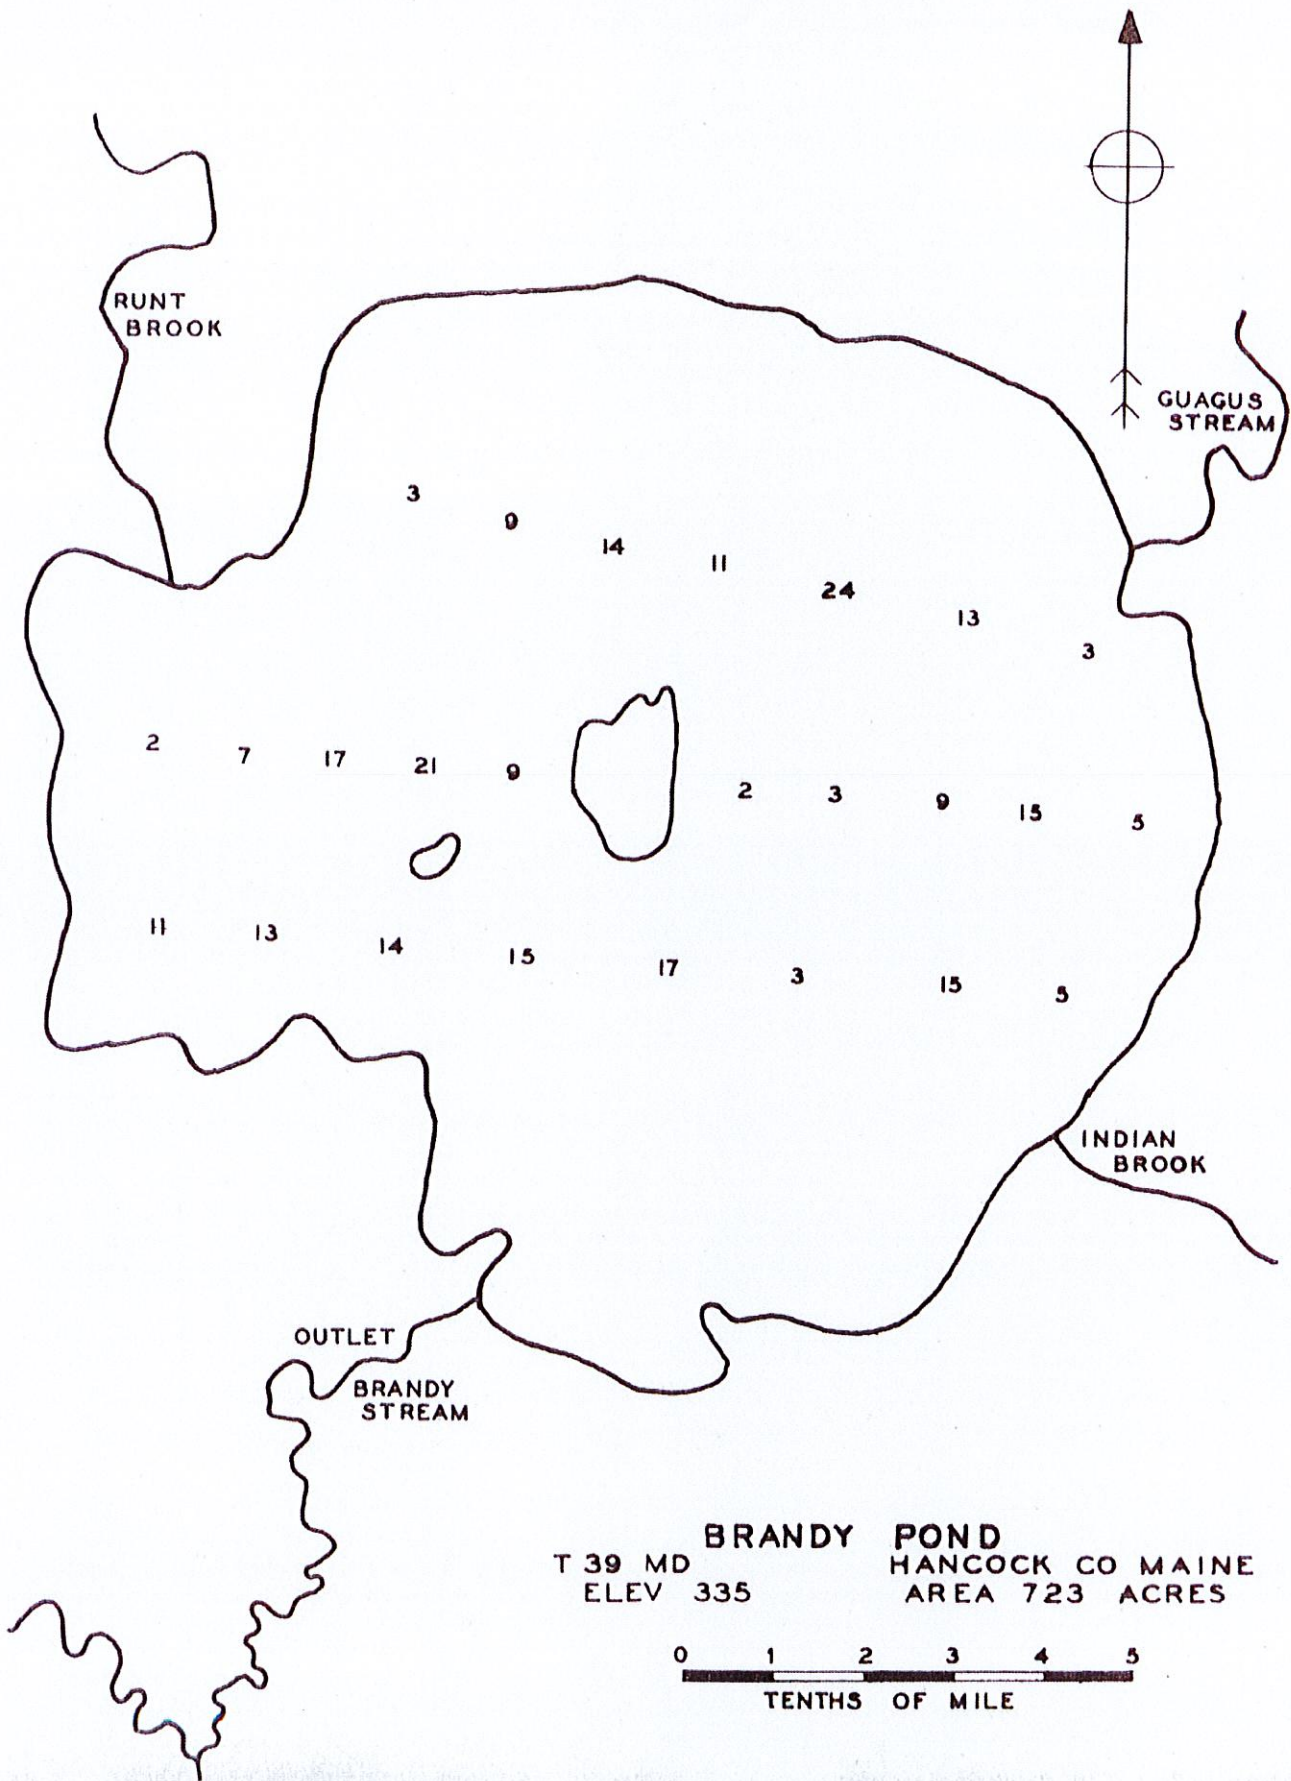 RUNT
BROOK
GUAGUS
STREAM
3
9
14
11
24
13
3
2
7
17
21
9
2
3
9
15
5
11
13
14
15
17
3
15
5
INDIAN
BROOK
OUTLET
BRANDY
STREAM
BRANDY POND
T 39 MD HANCOCK CO MAINE
ELEV 335 AREA 723 ACRES
0 1 2 3 4 5
TENTHS OF MILE